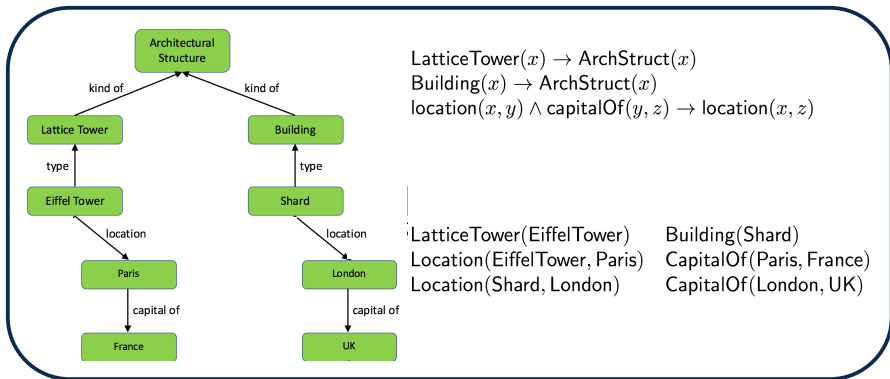 Architectural
Structure
kind of
kind of
Lattice Tower
Building
type
type
Eiffel Tower
Shard
location
location
Paris
London
capital of
capital of
France
UK
LatticeTower(x) → ArchStruct(x)
Building(x) → ArchStruct(x)
location(x, y) ∧ capitalOf(y, z) → location(x, z)
LatticeTower(EiffelTower) Building(Shard)
Location(EiffelTower, Paris) CapitalOf(Paris, France)
Location(Shard, London) CapitalOf(London, UK)